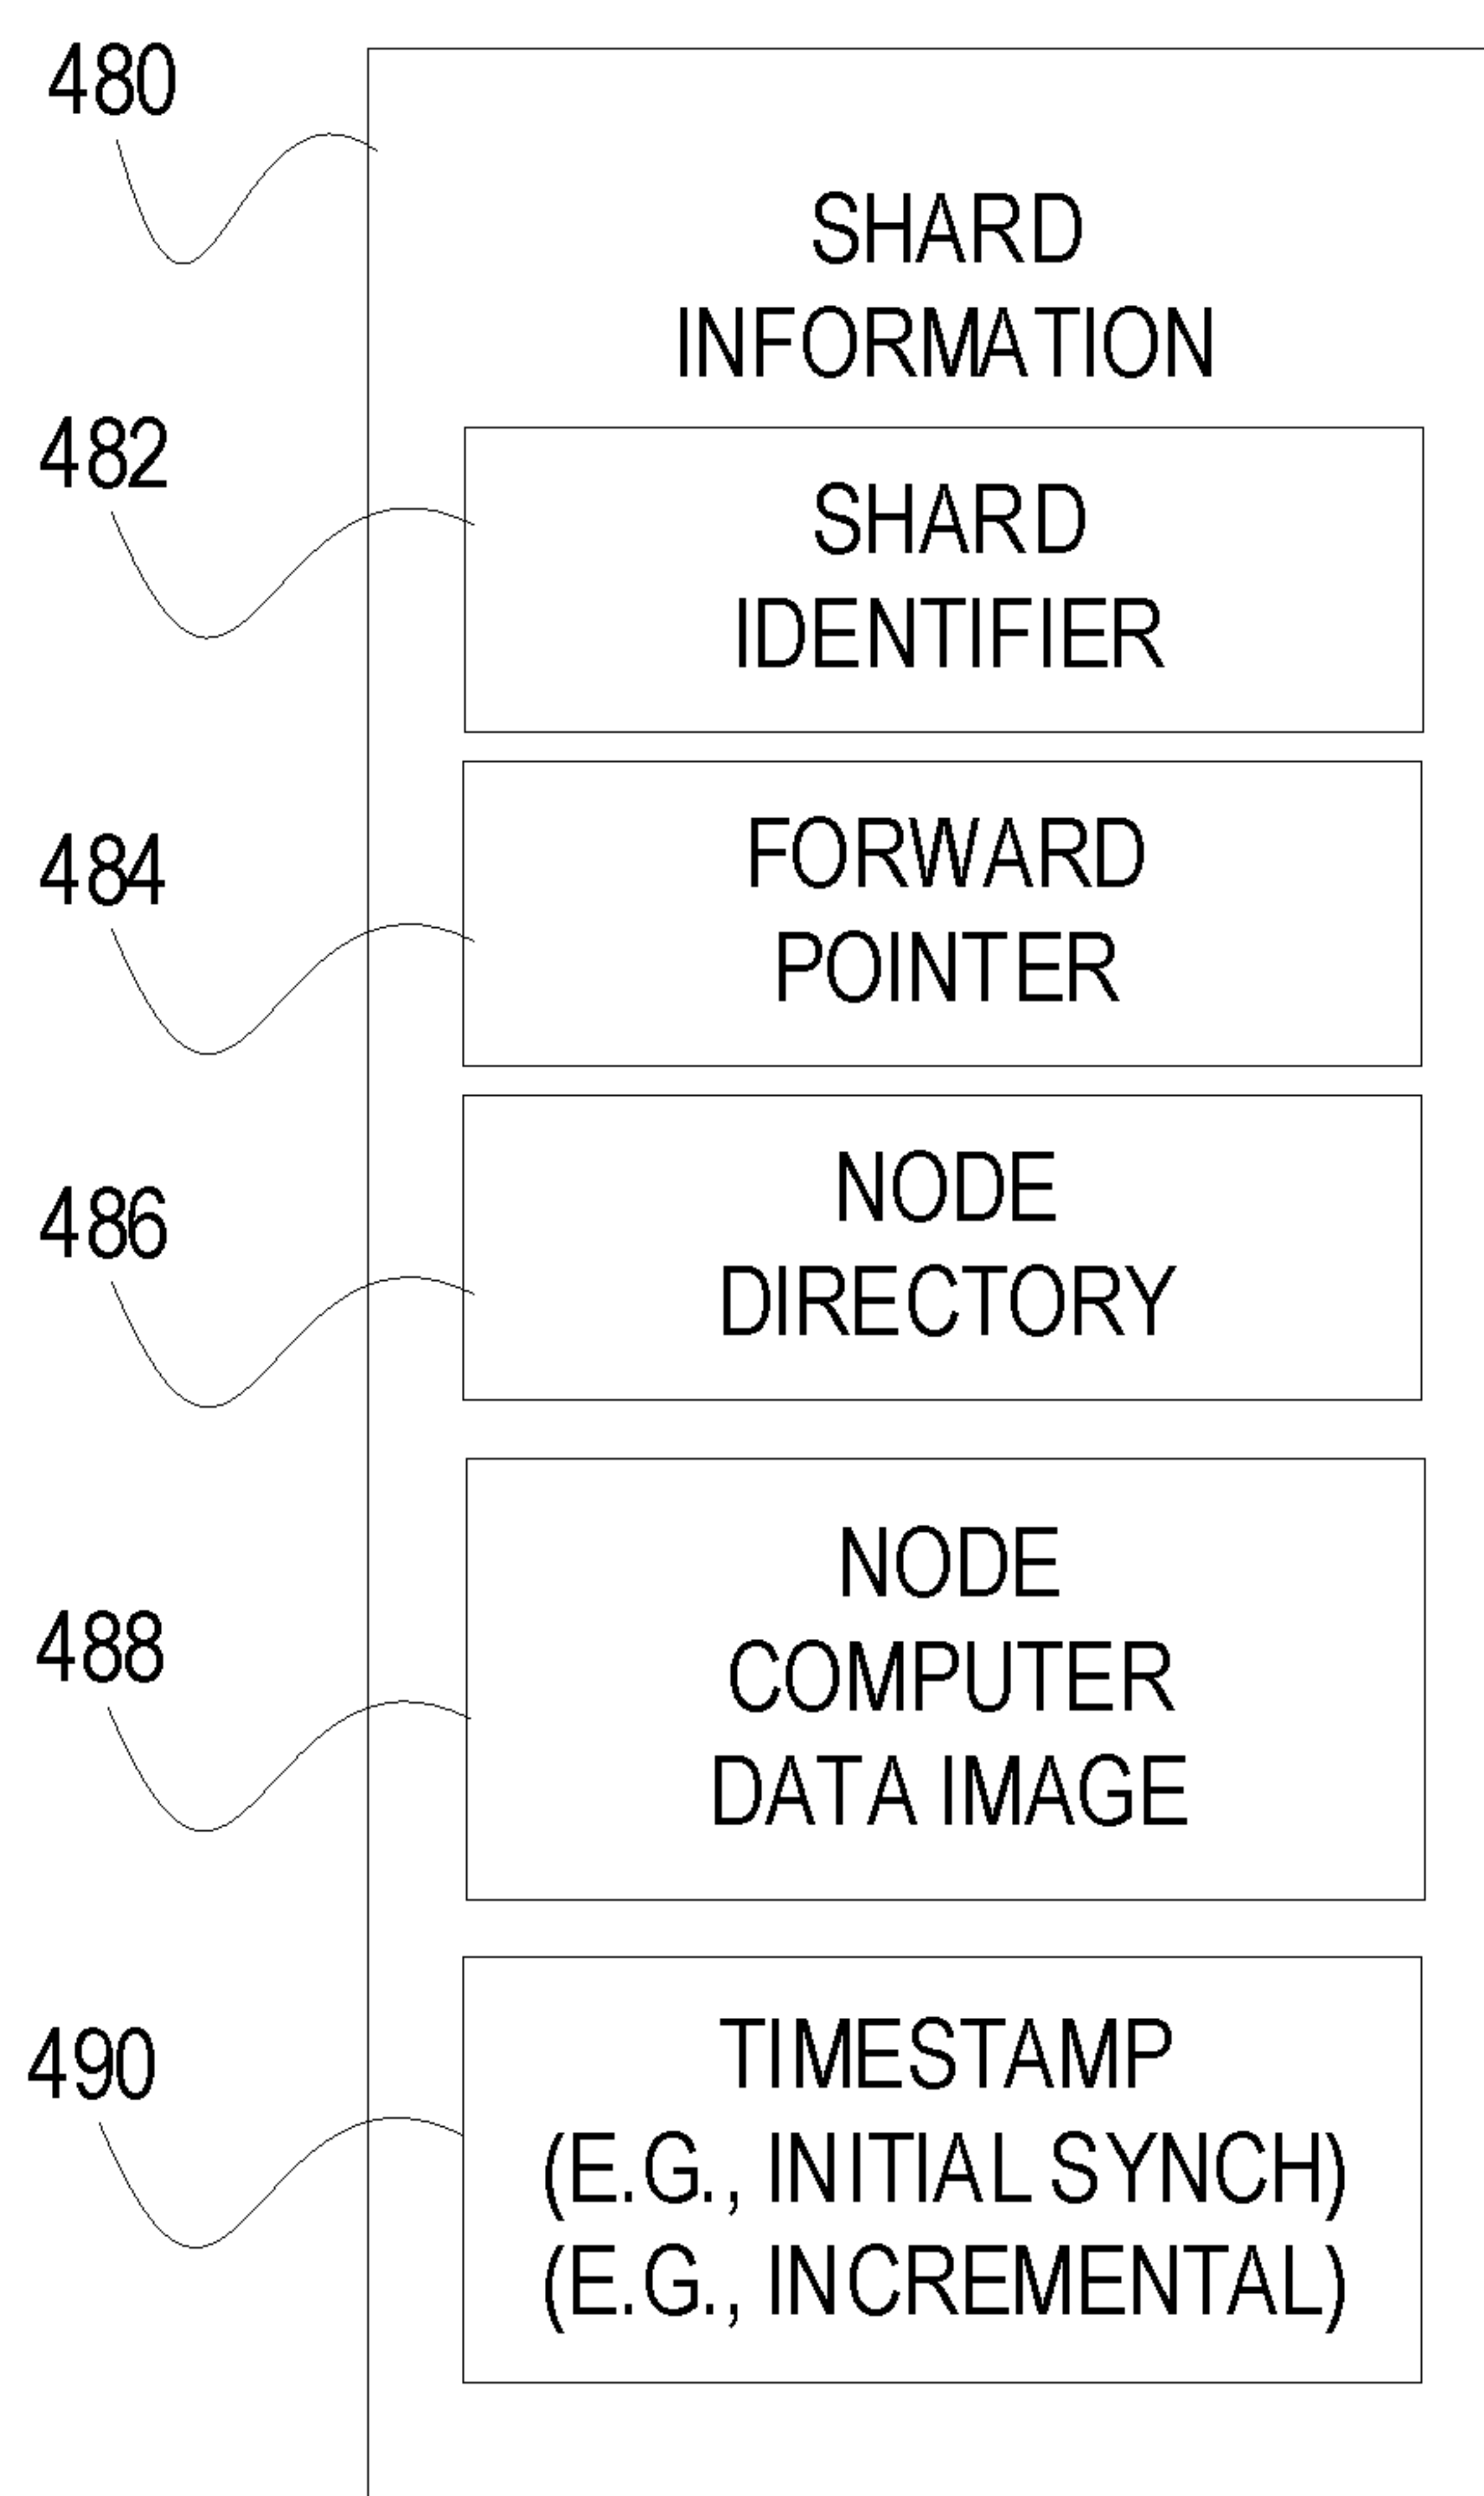 480
SHARD
INFORMATION
482
SHARD
IDENTIFIER
484
FORWARD
POINTER
486
NODE
DIRECTORY
488
NODE
COMPUTER
DATA IMAGE
490
TIMESTAMP
(E.G., INITIAL SYNCH)
(E.G., INCREMENTAL)